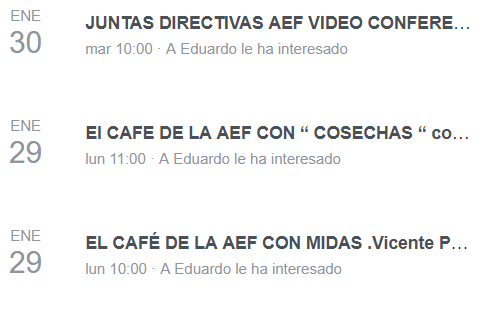 ENE
30
JUNTAS DIRECTIVAS AEF VIDEO CONFERE...
mar 10:00 · A Eduardo le ha interesado
ENE
29
El CAFE DE LA AEF CON “ COSECHAS “ co...
lun 11:00 · A Eduardo le ha interesado
ENE
29
EL CAFÉ DE LA AEF CON MIDAS .Vicente P...
lun 10:00 · A Eduardo le ha interesado